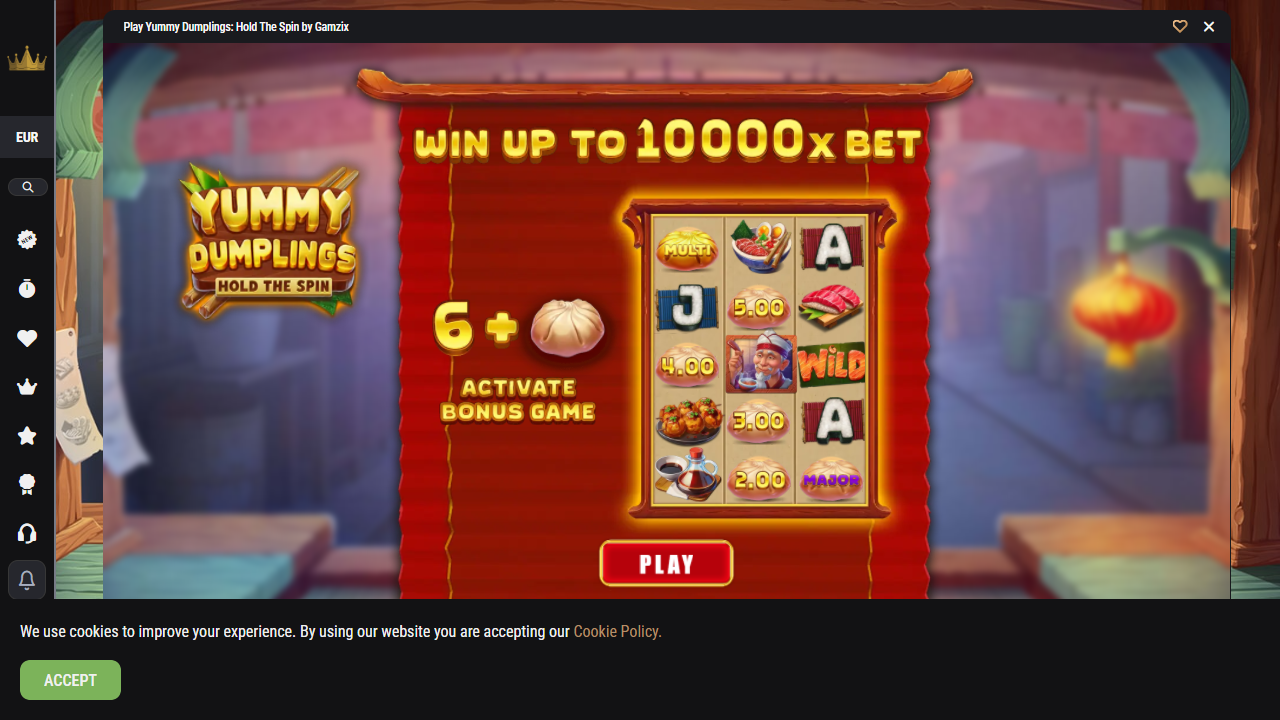 Play Yummy Dumplings: Hold The Spin by Gamzix
EUR
NEW
WIN UP TO 10000X BET
YUMMY
DUMPLINGS
HOLD THE SPIN
6 +
ACTIVATE
BONUS GAME
MULTI
A
J
5.00
4.00
WILD
3.00
A
2.00
MAJOR
PLAY
We use cookies to improve your experience. By using our website you are accepting our Cookie Policy.
ACCEPT